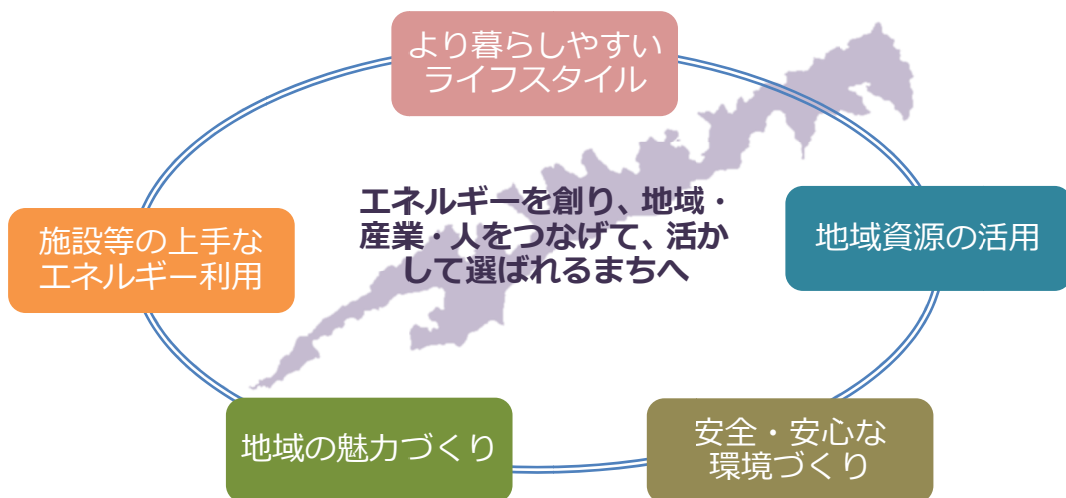 より暮らしやすい
ライフスタイル
エネルギーを創り、地域・
産業・人をつなげて、活か
して選ばれるまちへ
地域資源の活用
施設等の上手な
エネルギー利用
地域の魅力づくり
安全・安心な
環境づくり